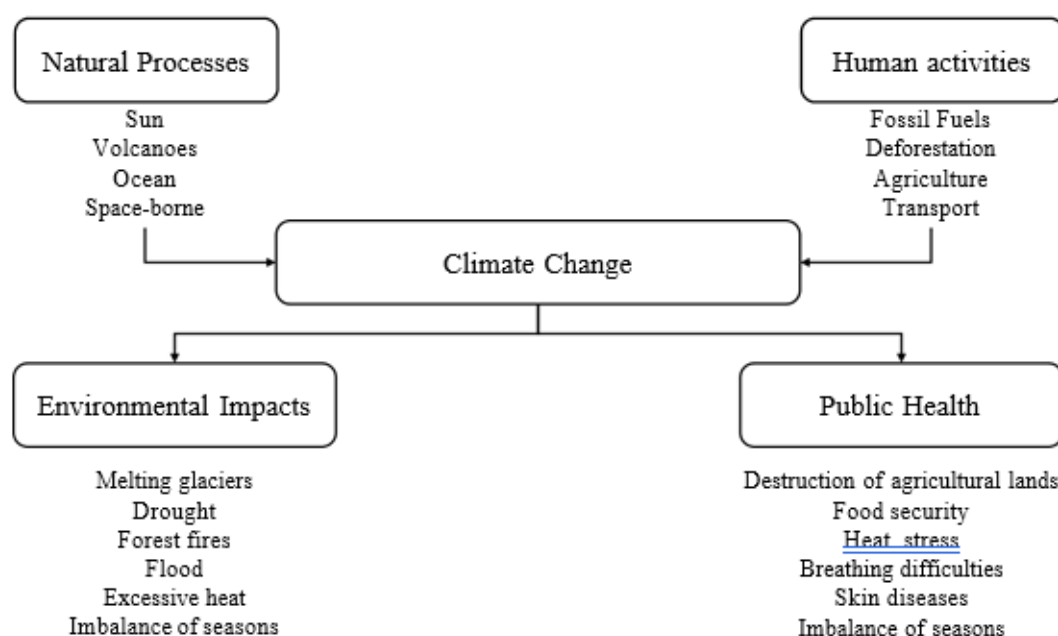 Natural Processes
Sun
Volcanoes
Ocean
Space-borne
Human activities
Fossil Fuels
Deforestation
Agriculture
Transport
Climate Change
Environmental Impacts
Melting glaciers
Drought
Forest fires
Flood
Excessive heat
Imbalance of seasons
Public Health
Destruction of agricultural lands
Food security
Heat stress
Breathing difficulties
Skin diseases
Imbalance of seasons